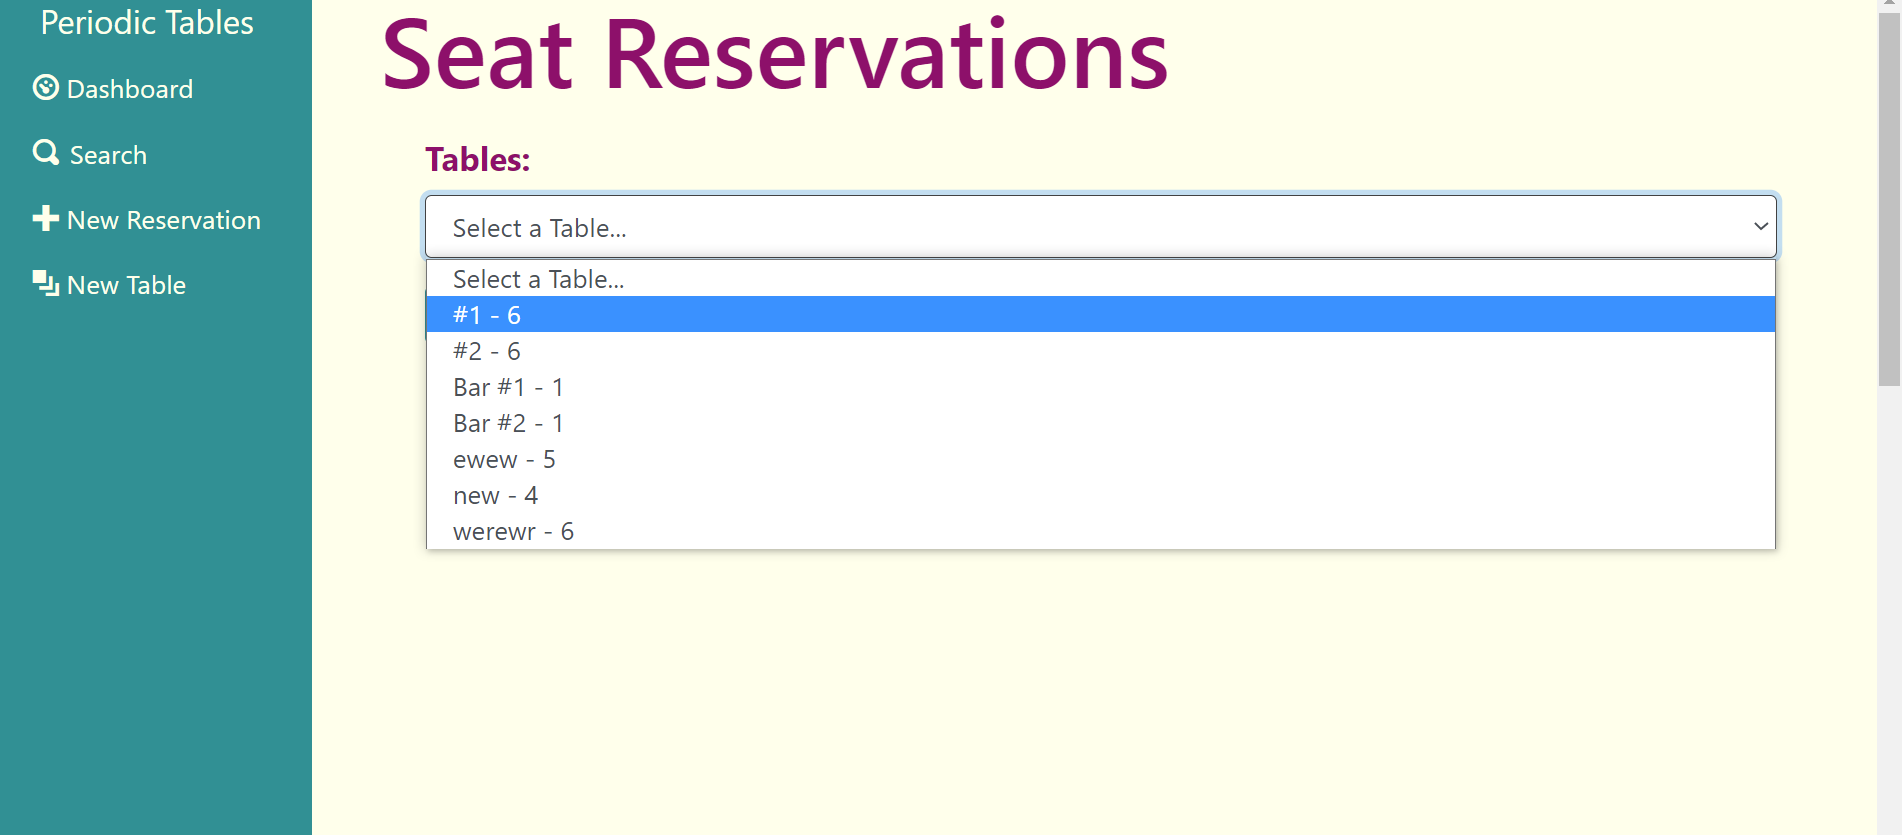 Periodic Tables
Dashboard
Search
New Reservation
New Table
Seat Reservations
Tables:
Select a Table...
Select a Table...
#1 - 6
#2 - 6
Bar #1 - 1
Bar #2 - 1
ewew - 5
new - 4
werewr - 6